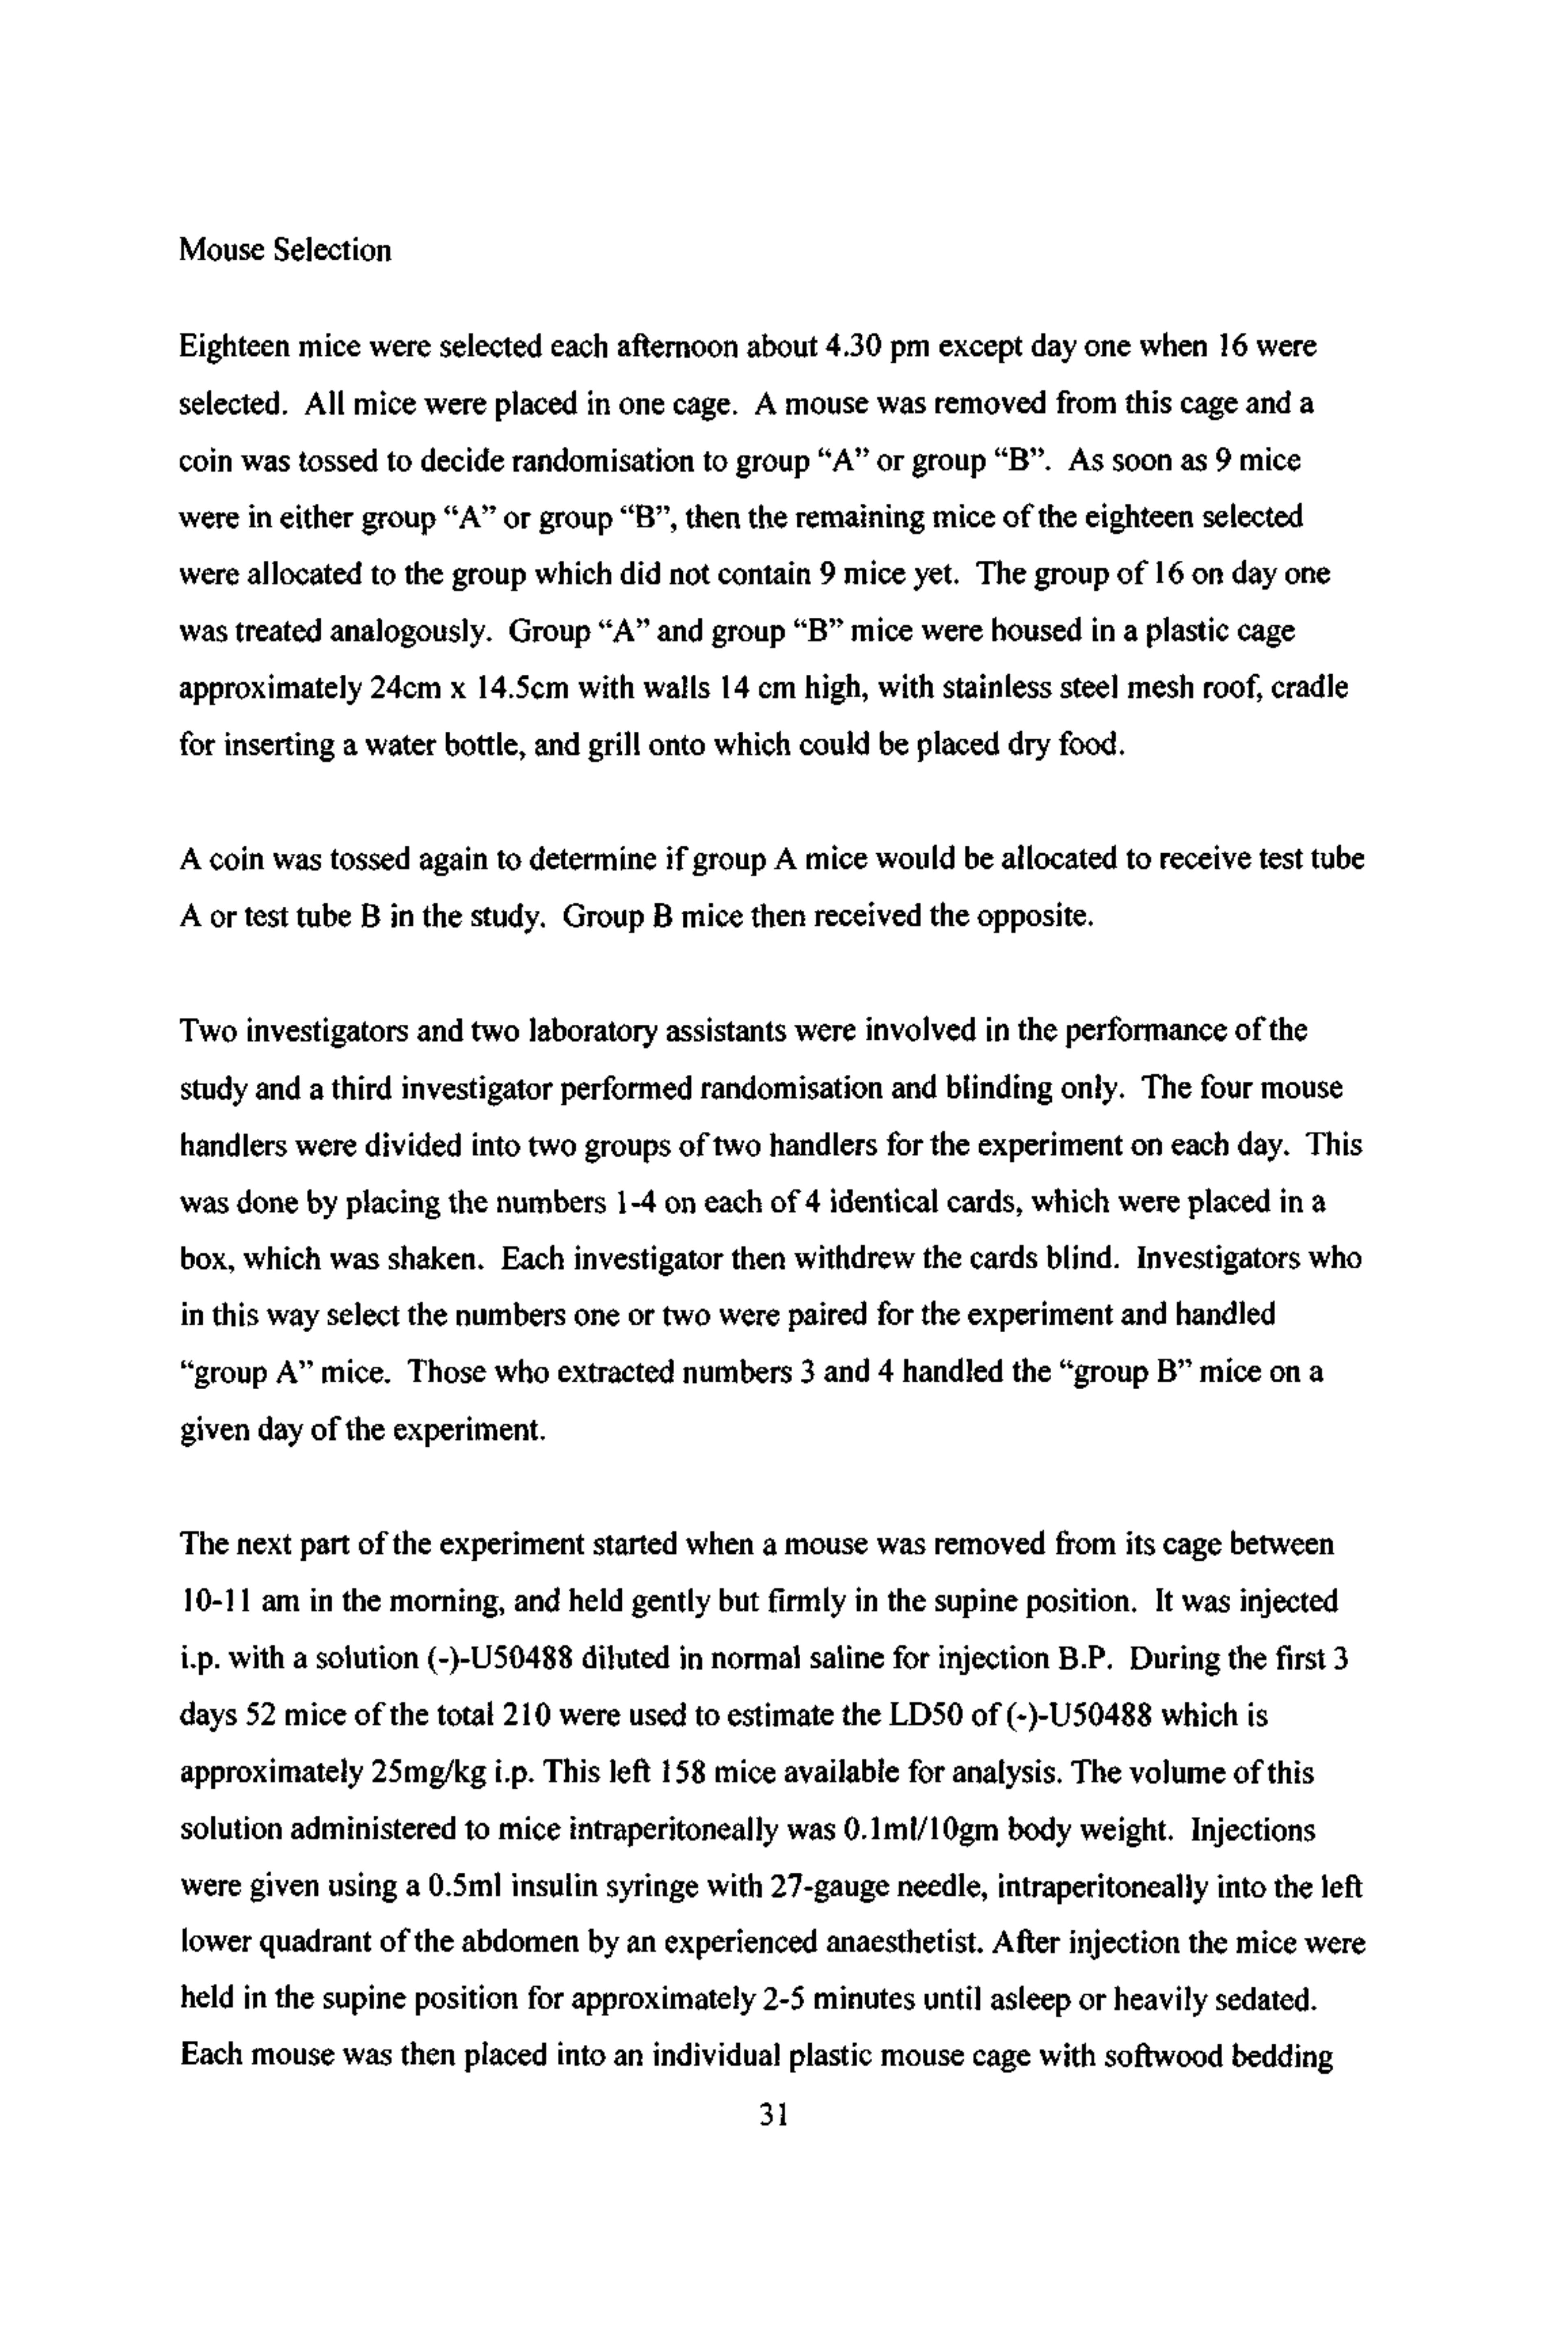 Mouse Selection
Eighteen mice were selected each afternoon about 4.30 pm except day one when 16 were
selected. All mice were placed in one cage. A mouse was removed from this cage and a
coin was tossed to decide randomisation to group “A” or group “B”. As soon as 9 mice
were in either group “A” or group “B”, then the remaining mice of the eighteen selected
were allocated to the group which did not contain 9 mice yet. The group of 16 on day one
was treated analogously. Group “A” and group “B” mice were housed in a plastic cage
approximately 24cm x 14.5cm with walls 14 cm high, with stainless steel mesh roof, cradle
for inserting a water bottle, and grill onto which could be placed dry food.
A coin was tossed again to determine if group A mice would be allocated to receive test tube
A or test tube B in the study. Group B mice then received the opposite.
Two investigators and two laboratory assistants were involved in the performance of the
study and a third investigator performed randomisation and blinding only. The four mouse
handlers were divided into two groups of two handlers for the experiment on each day. This
was done by placing the numbers 1-4 on each of 4 identical cards, which were placed in a
box, which was shaken. Each investigator then withdrew the cards blind. Investigators who
in this way select the numbers one or two were paired for the experiment and handled
“group A” mice. Those who extracted numbers 3 and 4 handled the “group B” mice on a
given day of the experiment.
The next part of the experiment started when a mouse was removed from its cage between
10-11 am in the morning, and held gently but firmly in the supine position. It was injected
i.p. with a solution (-)-U50488 diluted in normal saline for injection B.P. During the first 3
days 52 mice of the total 210 were used to estimate the LD50 of (-)-U50488 which is
approximately 25mg/kg i.p. This left 158 mice available for analysis. The volume of this
solution administered to mice intraperitoneally was 0.1ml/10gm body weight. Injections
were given using a 0.5ml insulin syringe with 27-gauge needle, intraperitoneally into the left
lower quadrant of the abdomen by an experienced anaesthetist. After injection the mice were
held in the supine position for approximately 2-5 minutes until asleep or heavily sedated.
Each mouse was then placed into an individual plastic mouse cage with softwood bedding
31